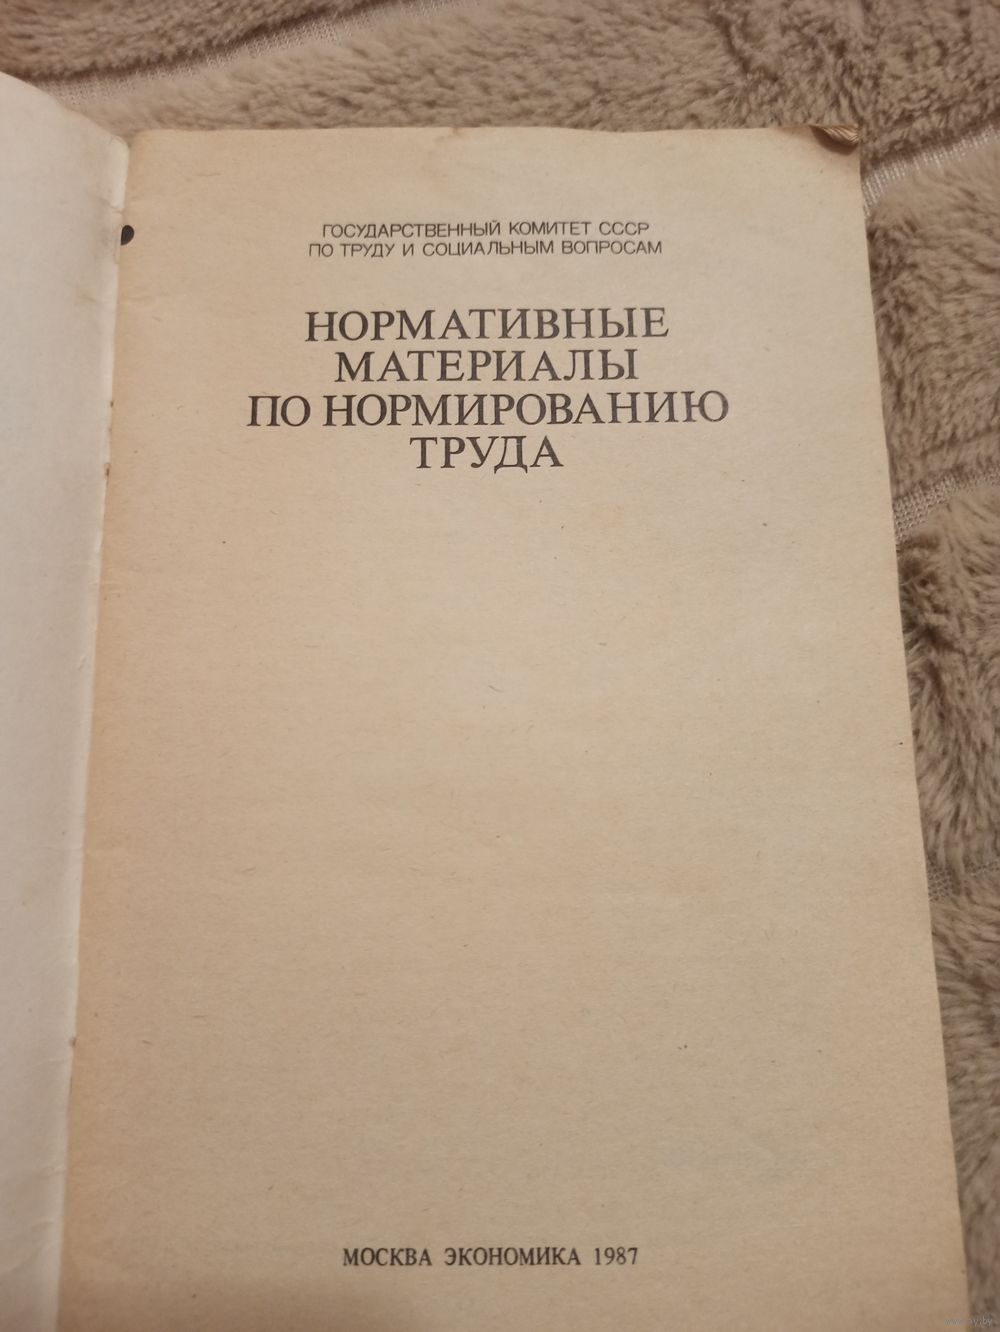 ГОСУДАРСТВЕННЫЙ КОМИТЕТ СССР
ПО ТРУДУ И СОЦИАЛЬНЫМ ВОПРОСАМ
НОРМАТИВНЫЕ
МАТЕРИАЛЫ
ПО НОРМИРОВАНИЮ
ТРУДА
МОСКВА ЭКОНОМИКА 1987